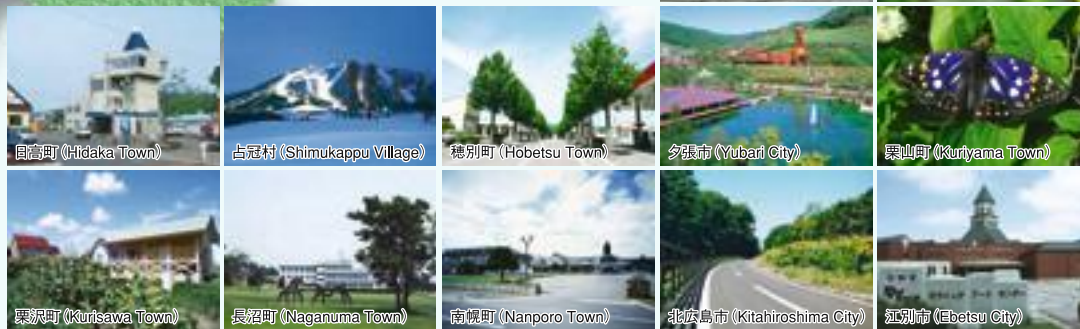 日高町 (Hidaka Town)
占冠村 (Shimukappu Village)
穂別町 (Hobetsu Town)
夕張市 (Yubari City)
栗山町 (Kuriyama Town)
栗沢町 (Kurisawa Town)
長沼町 (Naganuma Town)
南幌町 (Nanporo Town)
北広島市 (Kitahiroshima City)
江別市 (Ebetsu City)